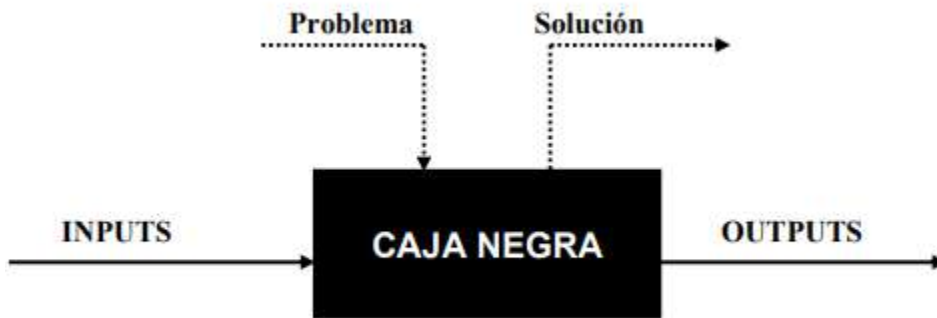 Problema
Solución
INPUTS
CAJA NEGRA
OUTPUTS